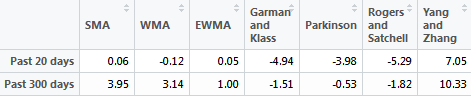 SMA WMA EWMA Garman and Klass Parkinson Rogers and Satchell Yang and Zhang
Past 20 days 0.06 -0.12 0.05 -4.94 -3.98 -5.29 7.05
Past 300 days 3.95 3.14 1.00 -1.51 -0.53 -1.82 10.33